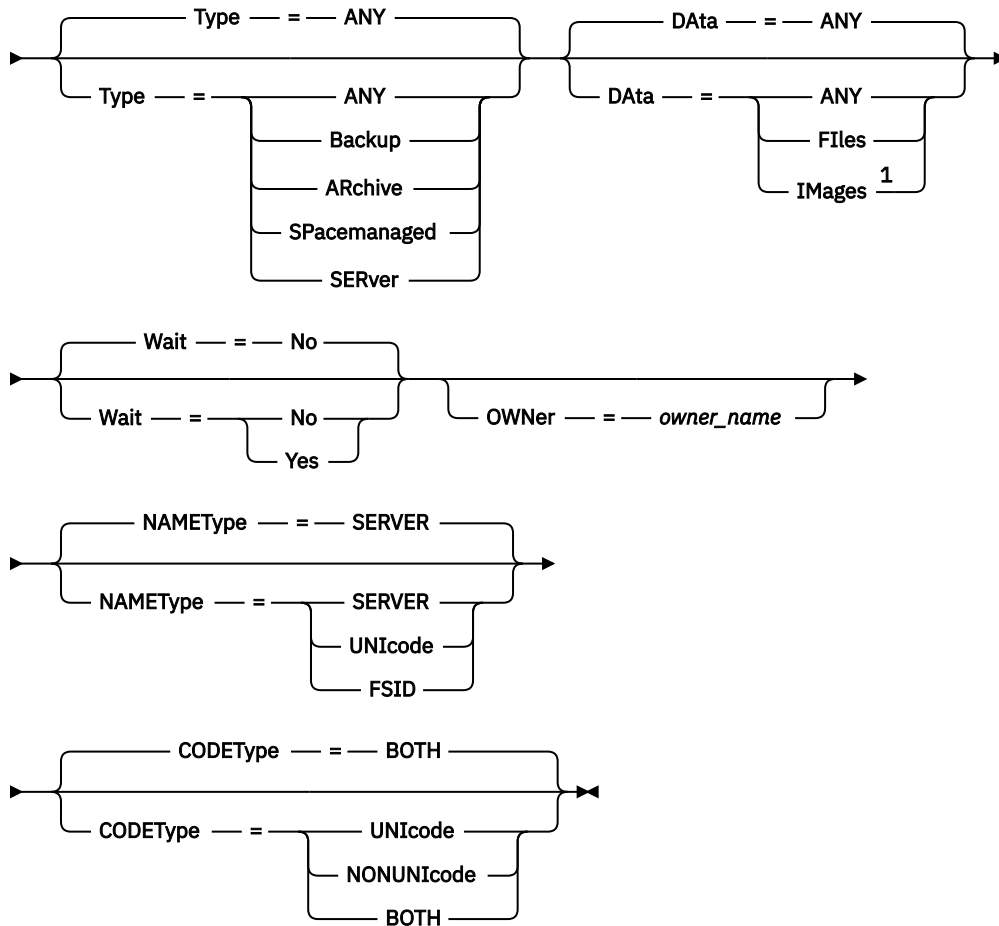 Type = ANY DAta = ANY
Type = ANY DAta = ANY
Backup FIles
ARchive IMages 1
SPacemanaged
SERver
Wait = No
Wait = No OWNer = owner_name
Yes
NAMEType = SERVER
NAMEType = SERVER
UNIcode
FSID
CODEType = BOTH
CODEType = UNIcode
NONUNIcode
BOTH